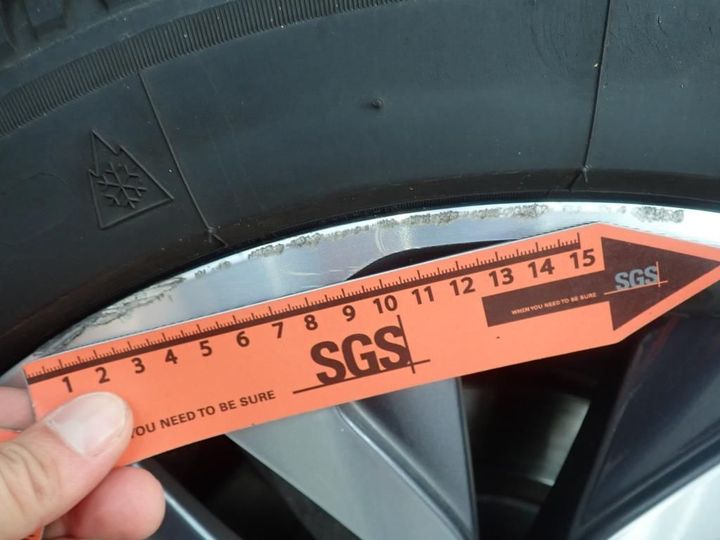 1 2 3 4 5 6 7 8 9 10 11 12 13 14 15
SGS
WHEN YOU NEED TO BE SURE
SGS
YOU NEED TO BE SURE